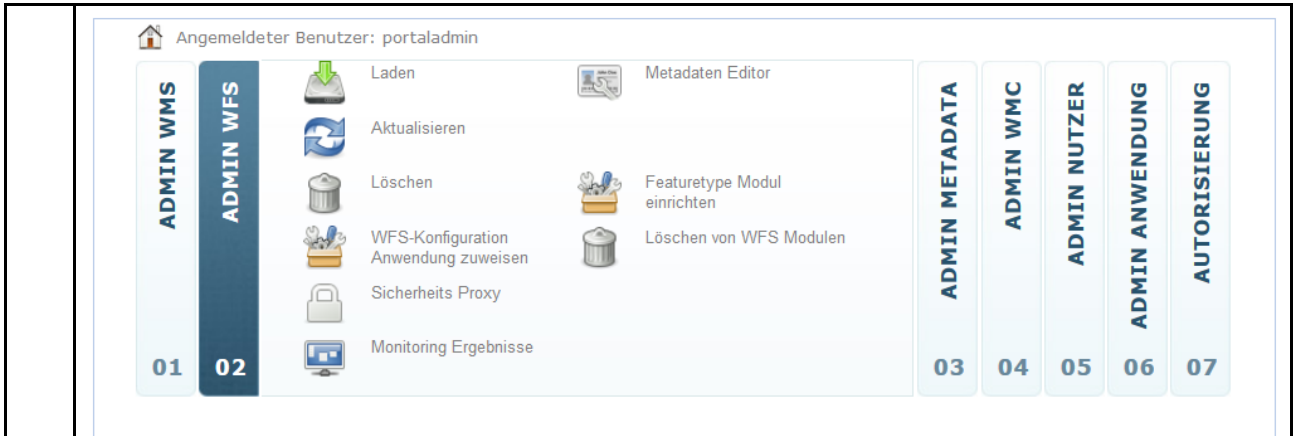 Angemeldeter Benutzer: portaladmin
ADMIN WMS
01
ADMIN WFS
02
Laden
Aktualisieren
Löschen
WFS-Konfiguration
Anwendung zuweisen
Sicherheits Proxy
Monitoring Ergebnisse
Metadaten Editor
Featuretype Modul
einrichten
Löschen von WFS Modulen
ADMIN METADATA
03
ADMIN WMC
04
ADMIN NUTZER
05
ADMIN ANWENDUNG
06
AUTORISIERUNG
07